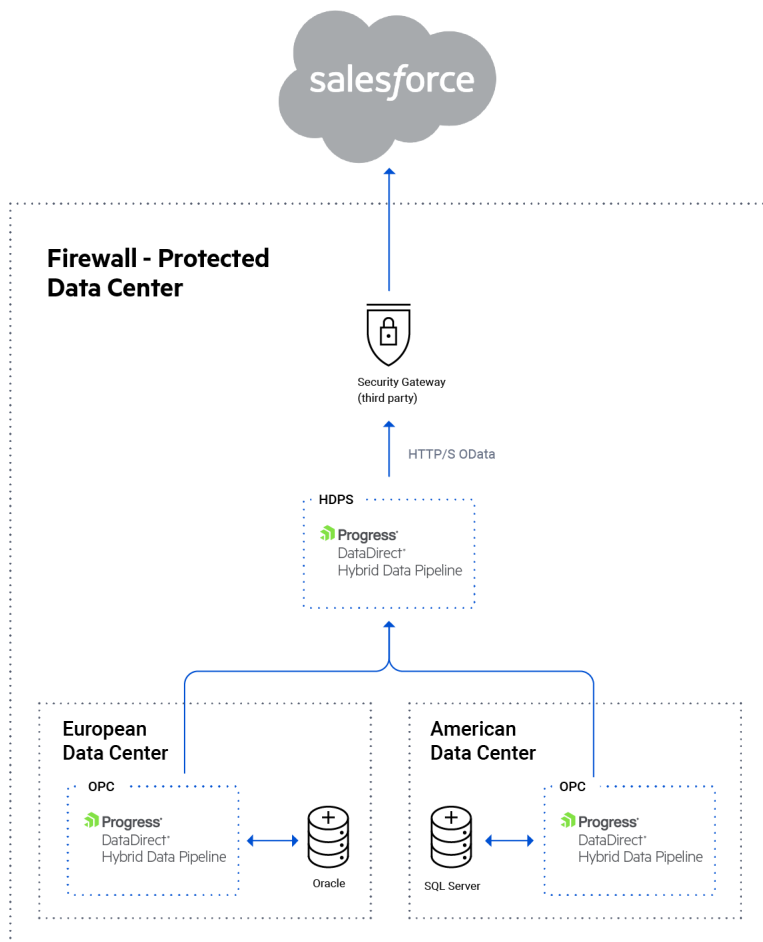 salesforce
Firewall - Protected
Data Center
Security Gateway
(third party)
HTTP/S OData
HDPS
Progress®
DataDirect®
Hybrid Data Pipeline
European
Data Center
OPC
Progress®
DataDirect®
Hybrid Data Pipeline
Oracle
American
Data Center
SQL Server
OPC
Progress®
DataDirect®
Hybrid Data Pipeline